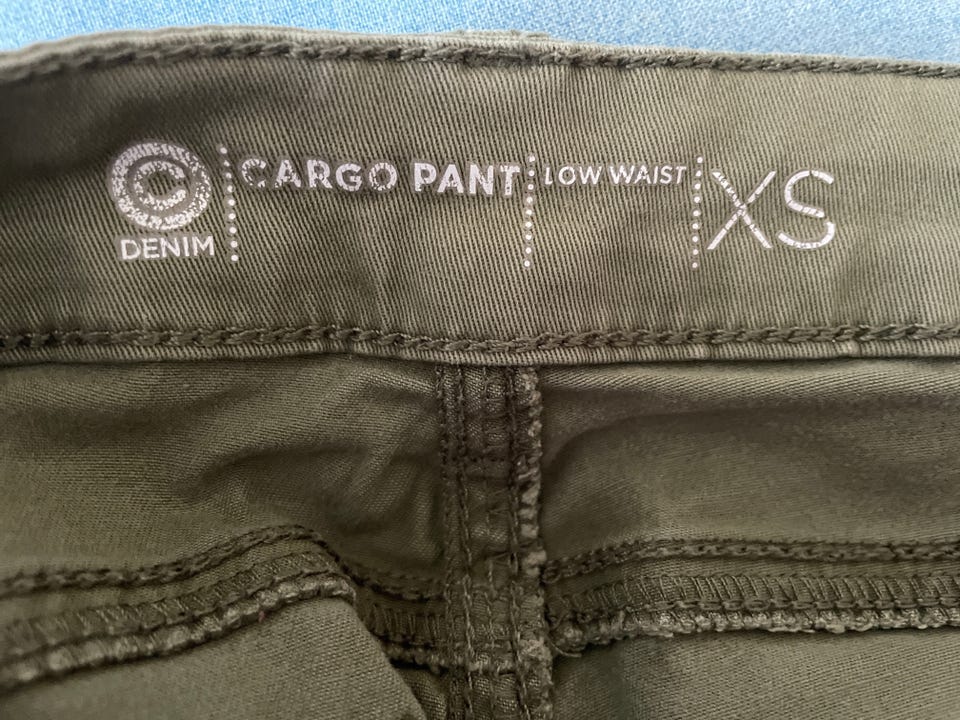 C
DENIM
CARGO PANT
LOW WAIST
XS